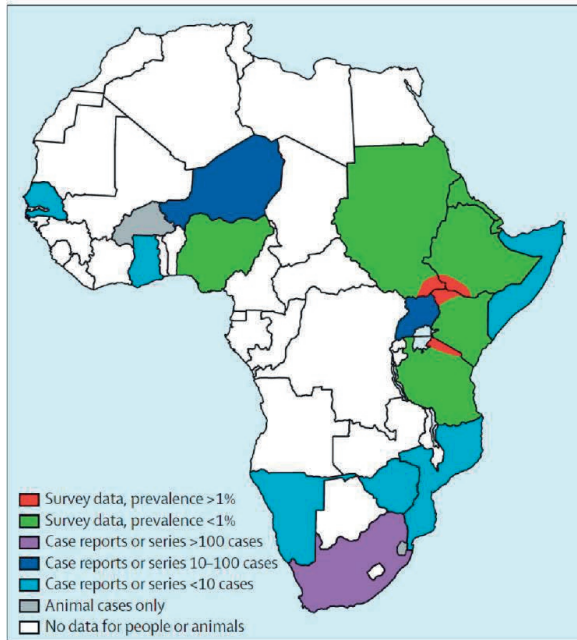 Survey data, prevalence >1%
Survey data, prevalence <1%
Case reports or series >100 cases
Case reports or series 10–100 cases
Case reports or series <10 cases
Animal cases only
No data for people or animals